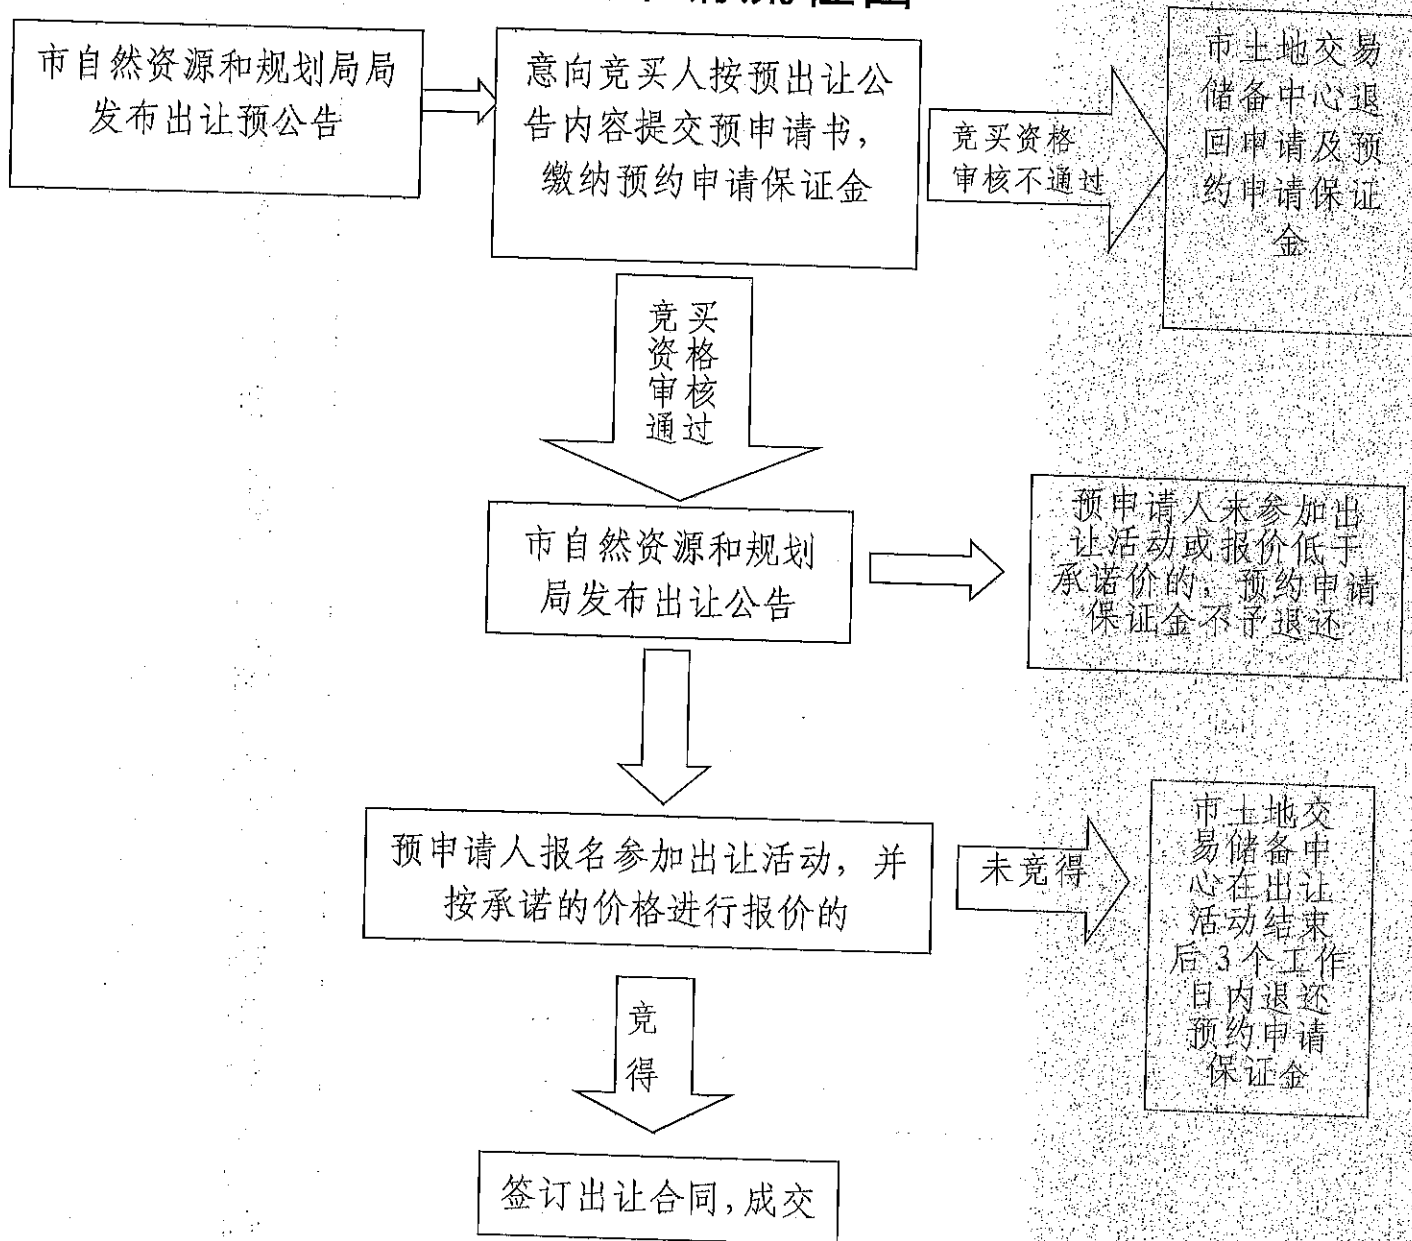 市自然资源和规划局局
发布出让预公告
意向竞买人按预出让公
告内容提交预申请书，
缴纳预约申请保证金
竞买资格
审核不通过
市土地交易
储备中心退
回申请及预
约申请保证
金
竞买
资格
审核
通过
市自然资源和规划
局发布出让公告
预申请人未参加出
让活动或报价低于
承诺价的，预约申请
保证金不予退还
预申请人报名参加出让活动，并
按承诺的价格进行报价的
未竞得
市土地交
易储备中
心在出让
活动结束
后3个工作
日内退还
预约申请
保证金
竞
得
签订出让合同，成交